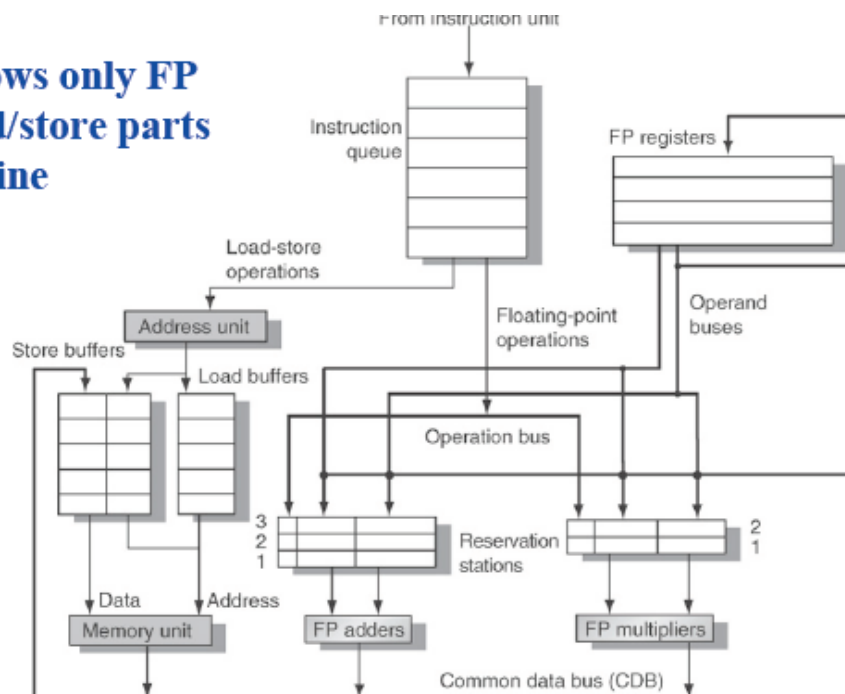 From instruction unit
ows only FP
d/store parts
ine
Instruction
queue
FP registers
Load-store
operations
Address unit
Floating-point
operations
Operand
buses
Store buffers
Load buffers
Operation bus
3
2
1
Reservation
stations
2
1
Data
Address
Memory unit
FP adders
FP multipliers
Common data bus (CDB)